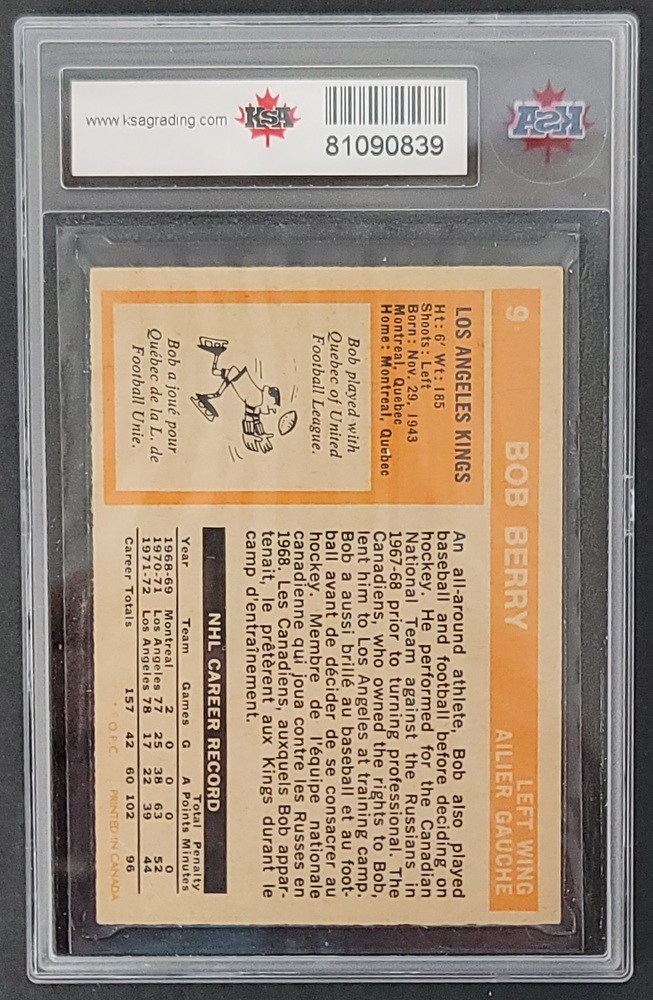 www.ksagrading.com
KSA
81090839
KSA
9
BOB BERRY
LEFT WING
AILIER GAUCHE
LOS ANGELES KINGS
Ht: 6' Wt: 185
Shoots: Left
Born: Nov. 29, 1943
Montreal, Quebec
Home: Montreal, Quebec
Bob played with
Quebec of United
Football League.
Bob a joué pour
Québec de la L. de
Football Unie.
An all-around athlete, Bob also played
baseball and football before deciding on
hockey. He performed for the Canadian
National Team against the Russians in
1967-68 prior to turning professional. The
Canadiens, who owned the rights to Bob,
lent him to Los Angeles at training camp.
Bob a aussi brillé au baseball et au foot-
ball avant de décider de se consacrer au
hockey. Membre de l'équipe nationale
canadienne qui joua contre les Russes en
1968. Les Canadiens, auxquels Bob appar-
tenait, le prêtèrent aux Kings durant le
camp d'entraînement.
NHL CAREER RECORD
Total Penalty
Year Team Games G A Points Minutes
1968-69 Montreal 2 0 0 0 0
1970-71 Los Angeles 77 25 38 63 52
1971-72 Los Angeles 78 17 22 39 44
Career Totals 157 42 60 102 96
* O.P.C. PRINTED IN CANADA